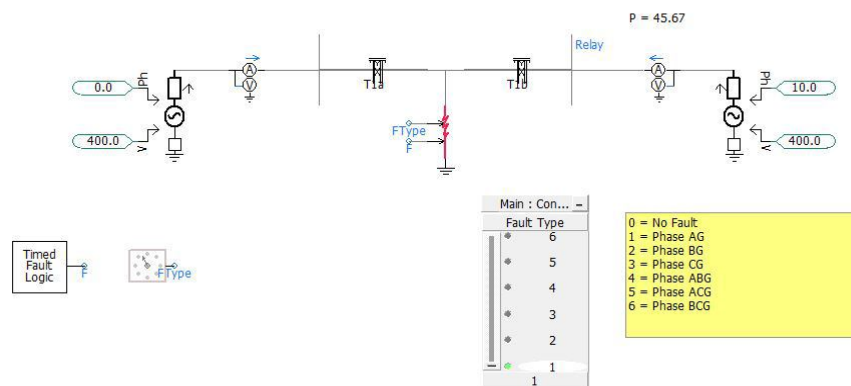 P = 45.67
Relay
A
V
T1a
T1b
A
V
Ph
0.0
Ph
10.0
FType
F
400.0
V
V
400.0
Main : Con...
Fault Type
6
5
4
3
2
1
1
0 = No Fault
1 = Phase AG
2 = Phase BG
3 = Phase CG
4 = Phase ABG
5 = Phase ACG
6 = Phase BCG
Timed
Fault
Logic
F
FType